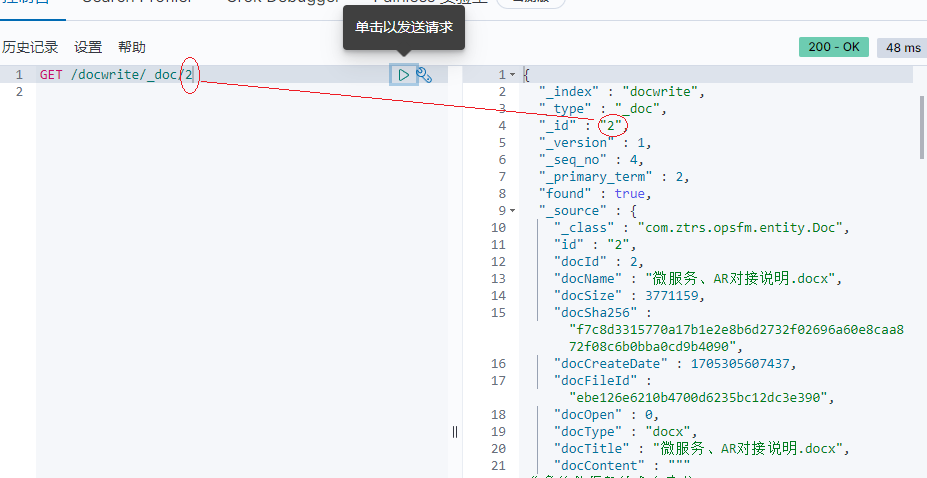 单击以发送请求
历史记录 设置 帮助
200 - OK
48 ms
1 GET /docwrite/_doc/2
2
1 {
2 "_index" : "docwrite",
3 "_type" : "_doc",
4 "_id" : "2",
5 "_version" : 1,
6 "_seq_no" : 4,
7 "_primary_term" : 2,
8 "found" : true,
9 "_source" : {
10 "_class" : "com.ztrs.opsfm.entity.Doc",
11 "id" : "2",
12 "docId" : 2,
13 "docName" : "微服务、AR对接说明.docx",
14 "docSize" : 3771159,
15 "docSha256" :
"f7c8d3315770a17b1e2e8b6d2732f02696a60e8caa8
72f08c6b0bba0cd9b4090",
16 "docCreateDate" : 1705305607437,
17 "docFileId" :
"ebe126e6210b4700d6235bc12dc3e390",
18 "docOpen" : 0,
19 "docType" : "docx",
20 "docTitle" : "微服务、AR对接说明.docx",
21 "docContent" : """